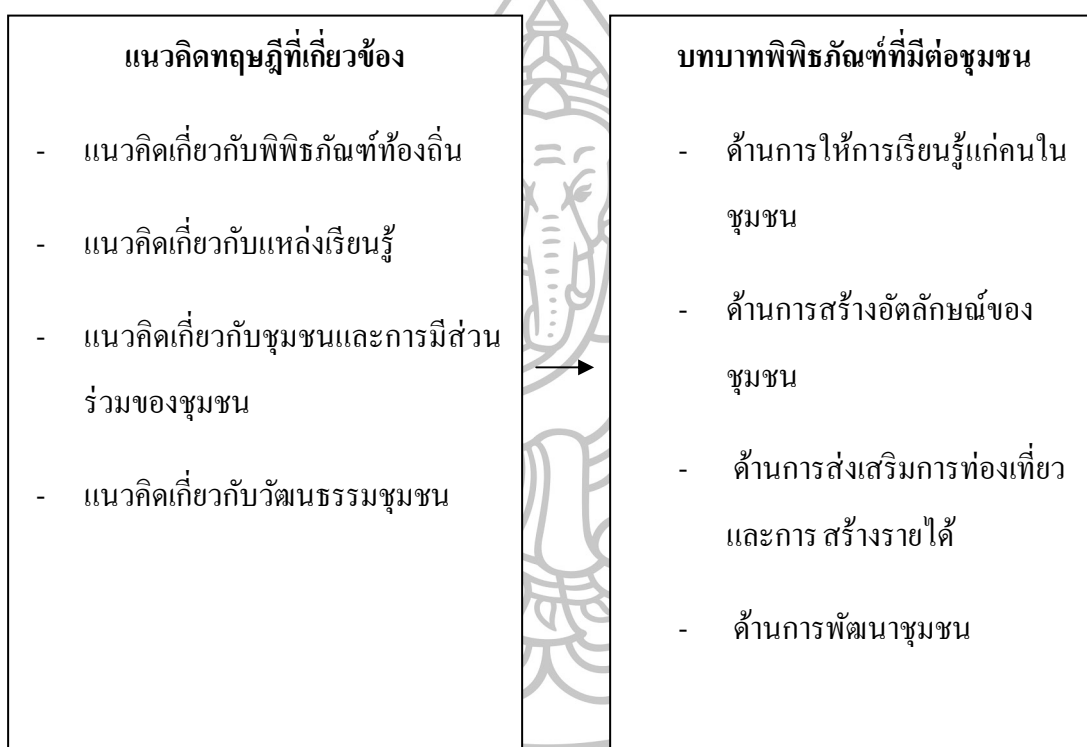 แนวคิดทฤษฎีที่เกี่ยวข้อง
- แนวคิดเกี่ยวกับพิพิธภัณฑ์ท้องถิ่น
- แนวคิดเกี่ยวกับแหล่งเรียนรู้
- แนวคิดเกี่ยวกับชุมชนและการมีส่วน
ร่วมของชุมชน
- แนวคิดเกี่ยวกับวัฒนธรรมชุมชน
บทบาทพิพิธภัณฑ์ที่มีต่อชุมชน
- ด้านการให้การเรียนรู้แก่คนใน
ชุมชน
- ด้านการสร้างอัตลักษณ์ของ
ชุมชน
- ด้านการส่งเสริมการท่องเที่ยว
และการ สร้างรายได้
- ด้านการพัฒนาชุมชน